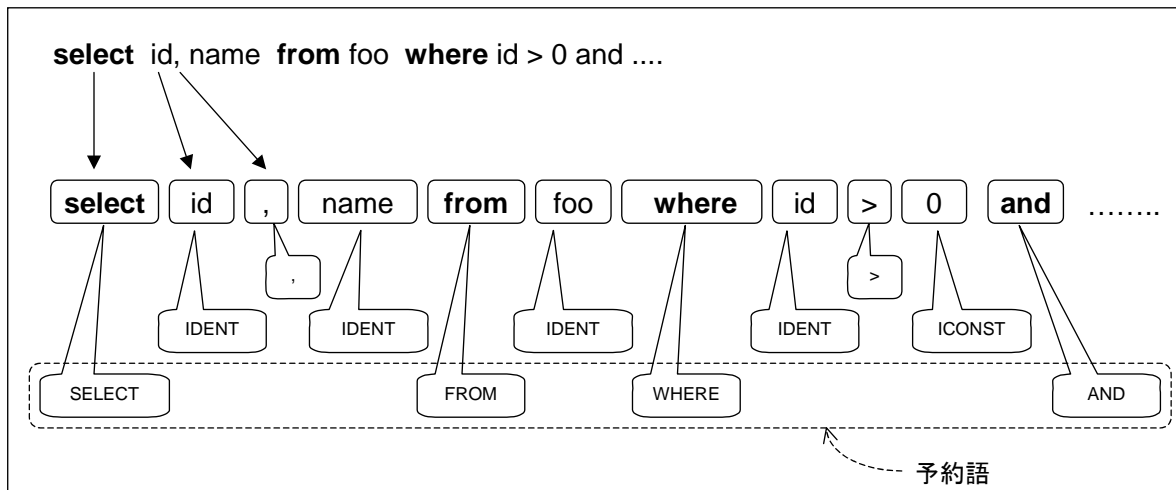 select id, name from foo where id > 0 and ....
select id , name from foo where id > 0 and ........
, >
IDENT IDENT IDENT IDENT ICONST
SELECT FROM WHERE AND
予約語